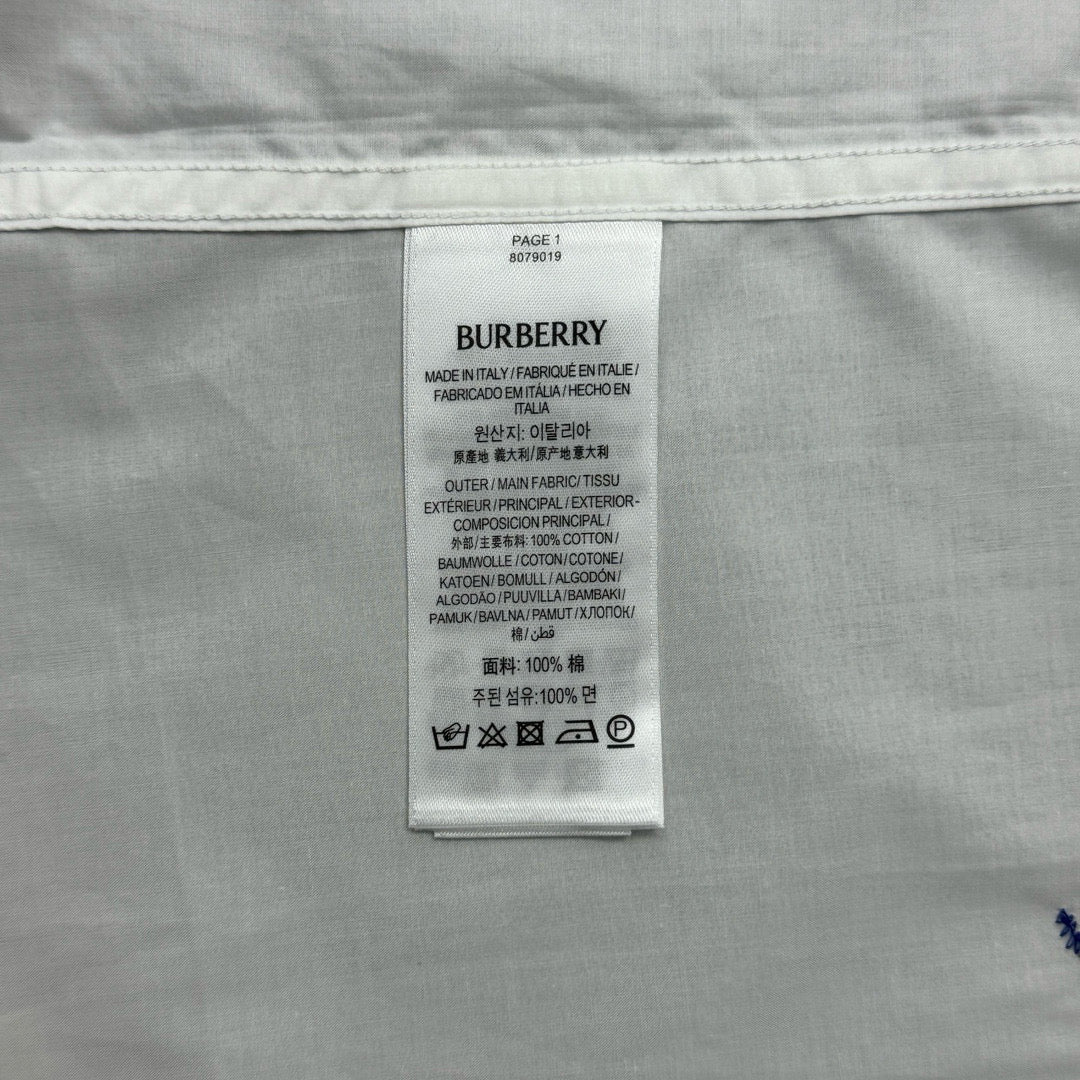 PAGE 1
8079019
BURBERRY
MADE IN ITALY / FABRIQUÉ EN ITALIE /
FABRICADO EM ITÁLIA / HECHO EN
ITALIA
원산지: 이탈리아
原產地 義大利/原产地 意大利
OUTER / MAIN FABRIC/ TISSU
EXTÉRIEUR / PRINCIPAL / EXTERIOR-
COMPOSICION PRINCIPAL /
外部/主要布料: 100% COTTON /
BAUMWOLLE / COTON / COTONE /
KATOEN / BOMULL / ALGODÓN /
ALGODÃO / PUUVILLA / BAMBAKI /
PAMUK / BAVLNA / PAMUT / ХЛОПОК /
棉/ قطن
面料: 100% 棉
주된 섬유:100% 면
P